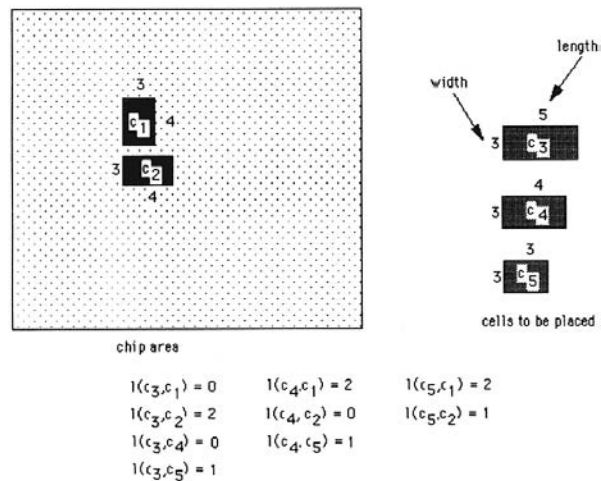 length
width
3
4
c1
3
c2
4
5
3
c3
4
3
c4
3
3
c5
cells to be placed
chip area
l(c3,c1) = 0 l(c4,c1) = 2 l(c5,c1) = 2
l(c3,c2) = 2 l(c4, c2) = 0 l(c5,c2) = 1
l(c3,c4) = 0 l(c4,c5) = 1
l(c3,c5) = 1